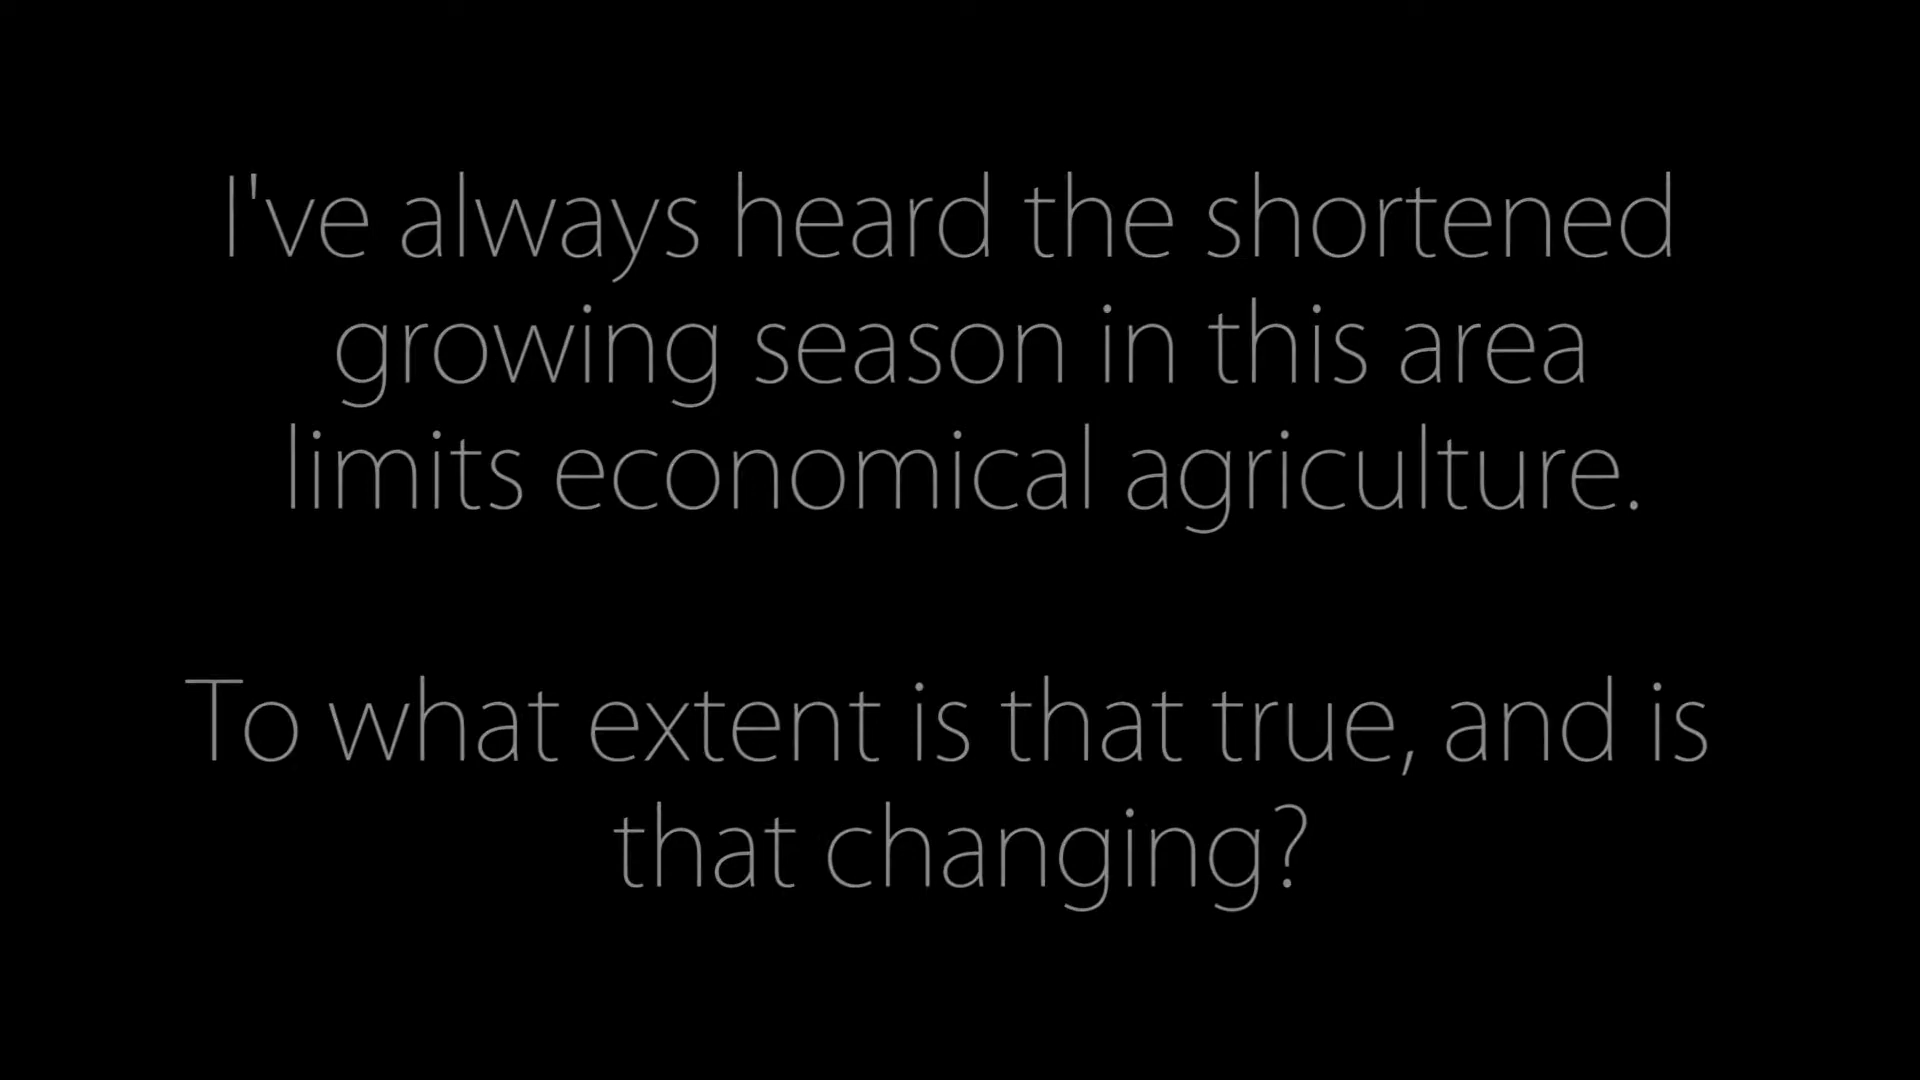 I've always heard the shortened
growing season in this area
limits economical agriculture.
To what extent is that true, and is
that changing?